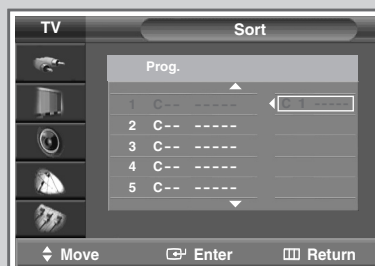 TV Sort
Prog.
1 C-- ----- C 1 -----
2 C-- -----
3 C-- -----
4 C-- -----
5 C-- -----
Move Enter Return